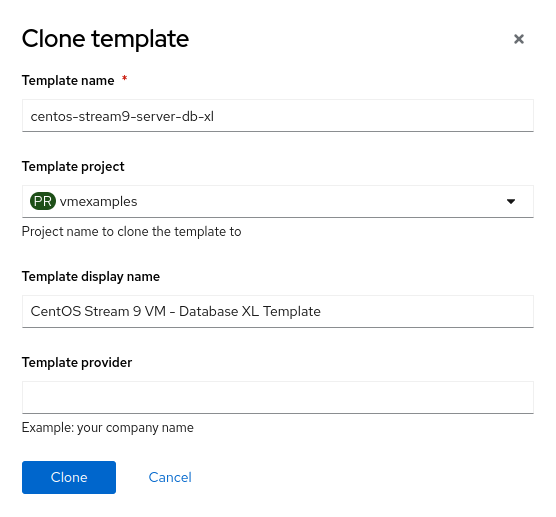 Clone template
Template name *
centos-stream9-server-db-xl
Template project
PR vmexamples
Project name to clone the template to
Template display name
CentOS Stream 9 VM - Database XL Template
Template provider
Example: your company name
Clone Cancel